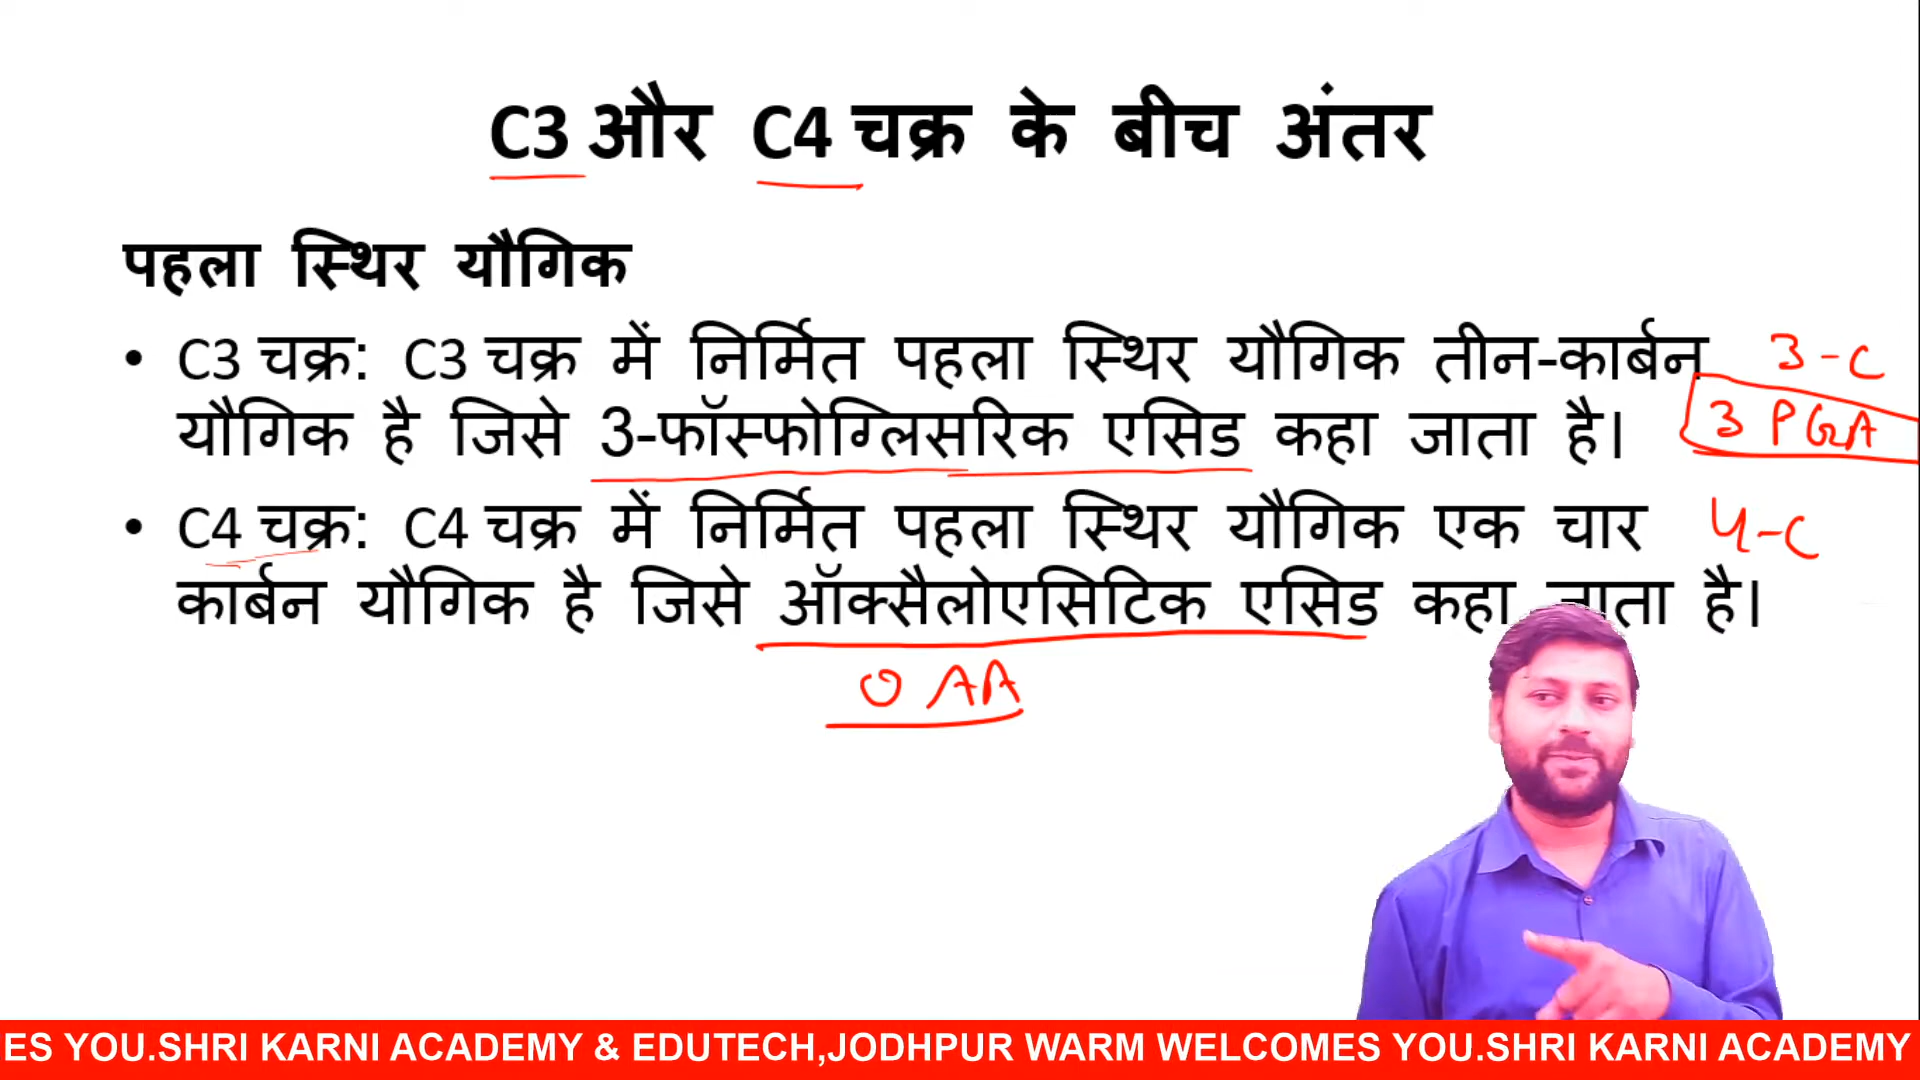 C3 और C4 चक्र के बीच अंतर
पहला स्थिर यौगिक
• C3 चक्र: C3 चक्र में निर्मित पहला स्थिर यौगिक तीन-कार्बन
3-C
यौगिक है जिसे 3-फॉस्फोग्लिसरिक एसिड कहा जाता है।
3 PGA
• C4 चक्र: C4 चक्र में निर्मित पहला स्थिर यौगिक एक चार
4-C
कार्बन यौगिक है जिसे ऑक्सैलोएसिटिक एसिड कहा जाता है।
OAA
ES YOU.SHRI KARNI ACADEMY & EDUTECH,JODHPUR WARM WELCOMES YOU.SHRI KARNI ACADEMY